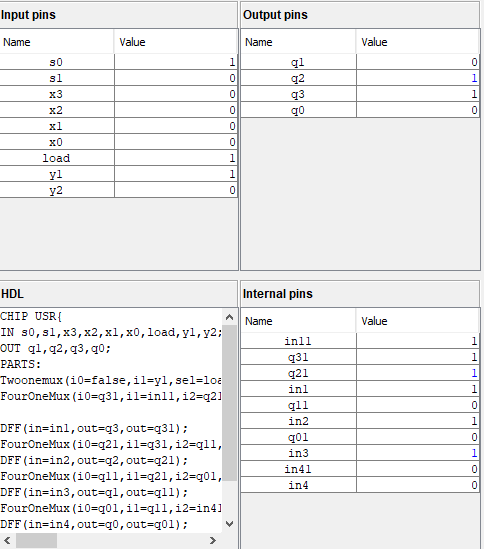 Input pins
Name Value
s0 1
s1 0
x3 0
x2 0
x1 0
x0 0
load 1
y1 1
y2 0
Output pins
Name Value
q1 0
q2 1
q3 1
q0 0
HDL
CHIP USR{
IN s0,s1,x3,x2,x1,x0,load,y1,y2;
OUT q1,q2,q3,q0;
PARTS:
Twoonemux(i0=false,i1=y1,sel=loa
FourOneMux(i0=q31,i1=in11,i2=q21
DFF(in=in1,out=q3,out=q31);
FourOneMux(i0=q21,i1=q31,i2=q11,
DFF(in=in2,out=q2,out=q21);
FourOneMux(i0=q11,i1=q21,i2=q01,
DFF(in=in3,out=q1,out=q11);
FourOneMux(i0=q01,i1=q11,i2=in41
DFF(in=in4,out=q0,out=q01);
Internal pins
Name Value
in11 1
q31 1
q21 1
in1 1
q11 0
in2 1
q01 0
in3 1
in41 0
in4 0